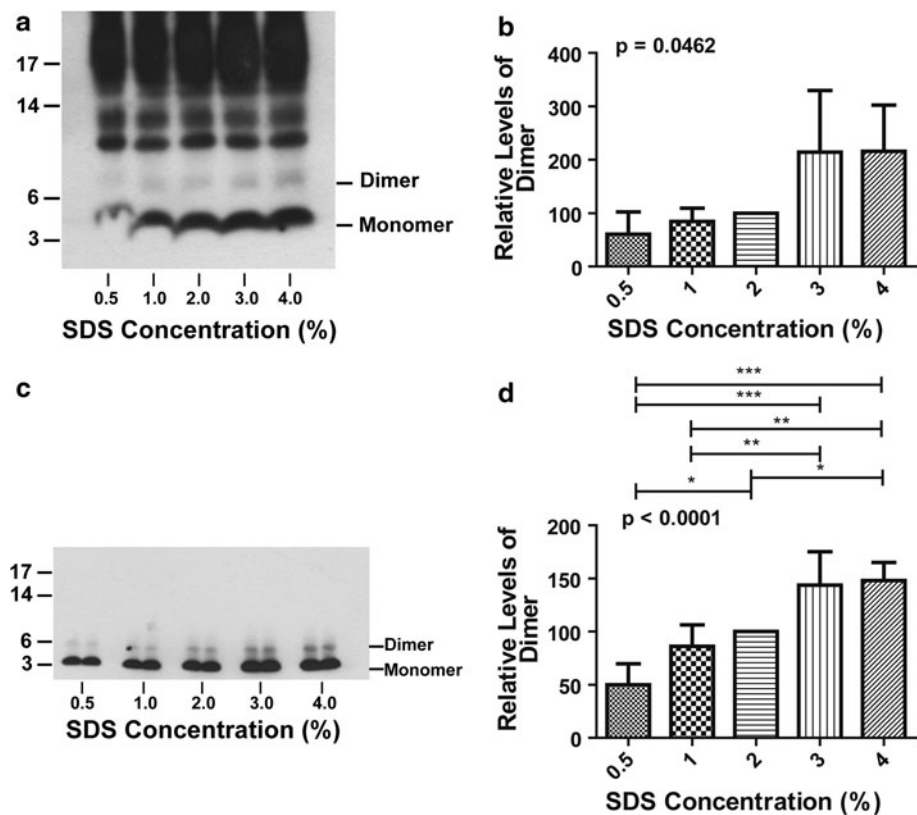 a
17
14
6
3
Dimer
Monomer
0.5 1.0 2.0 3.0 4.0
SDS Concentration (%)
b
p = 0.0462
Relative Levels of
Dimer
400
300
200
100
0
0.5 1 2 3 4
SDS Concentration (%)
c
17
14
6
3
Dimer
Monomer
0.5 1.0 2.0 3.0 4.0
SDS Concentration (%)
d
***
***
**
**
* *
p < 0.0001
Relative Levels of
Dimer
200
150
100
50
0
0.5 1 2 3 4
SDS Concentration (%)